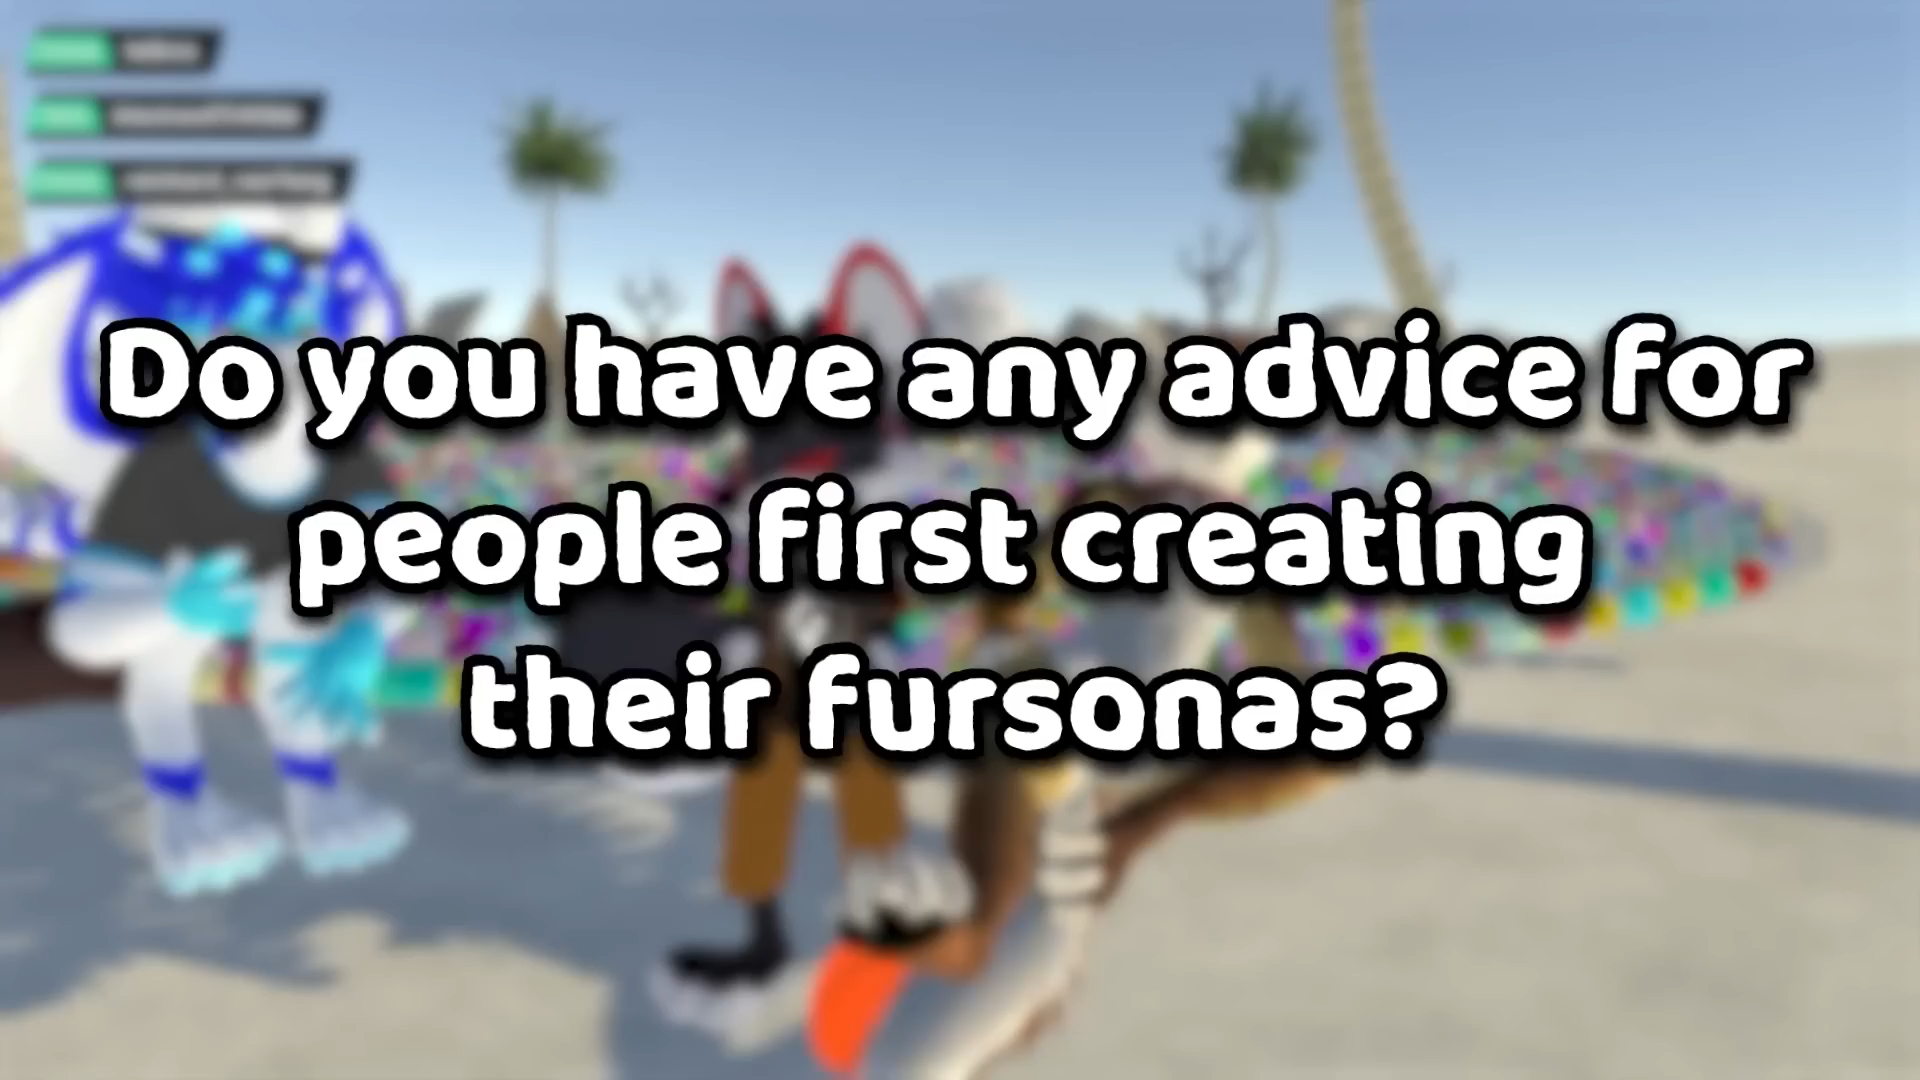 Do you have any advice for
people first creating
their fursonas?